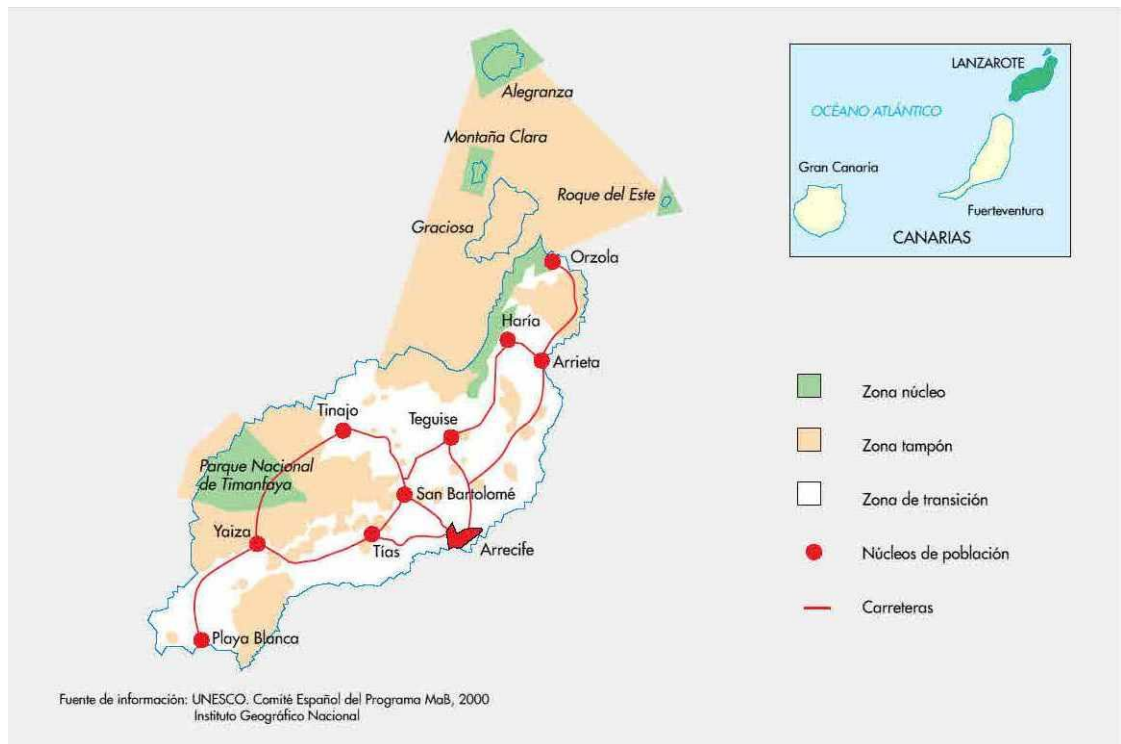 Alegranza
Montaña Clara
Roque del Este
Graciosa
Orzola
Haría
Arrieta
Tinajo
Teguise
Parque Nacional
de Timanfaya
San Bartolomé
Yaiza
Tías
Arrecife
Playa Blanca
LANZAROTE
OCÉANO ATLÁNTICO
Gran Canaria
Fuerteventura
CANARIAS
Zona núcleo
Zona tampón
Zona de transición
Núcleos de población
Carreteras
Fuente de información: UNESCO. Comité Español del Programa MaB, 2000
Instituto Geográfico Nacional